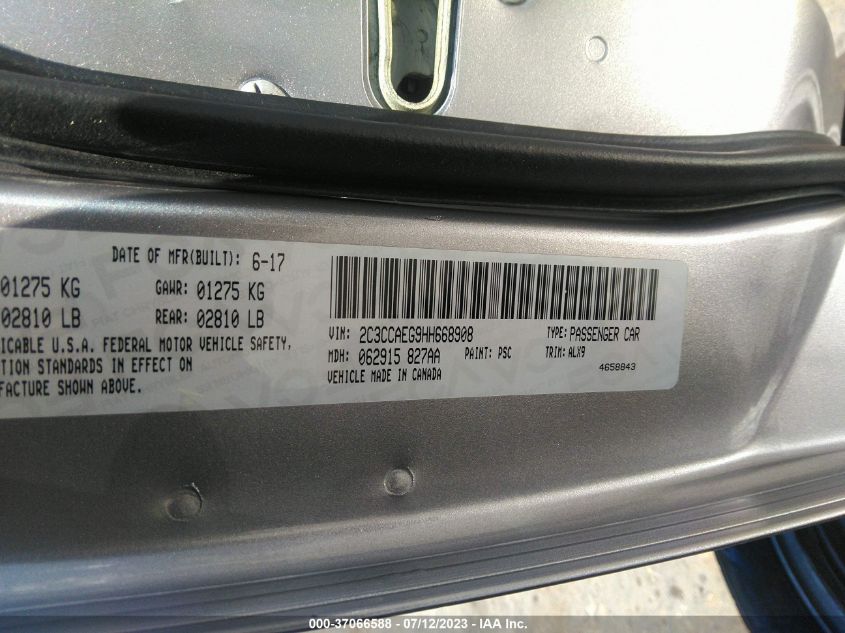 DATE OF MFR(BUILT): 6-17
01275 KG GAWR: 01275 KG
02810 LB REAR: 02810 LB
ICABLE U.S.A. FEDERAL MOTOR VEHICLE SAFETY,
TION STANDARDS IN EFFECT ON
FACTURE SHOWN ABOVE.
VIN: 2C3CCAEG9HH668908 TYPE: PASSENGER CAR
MDH: 062915 827AA PAINT: PSC TRIM: ALX9
VEHICLE MADE IN CANADA 4658843
000-37066588 - 07/12/2023 - IAA Inc.